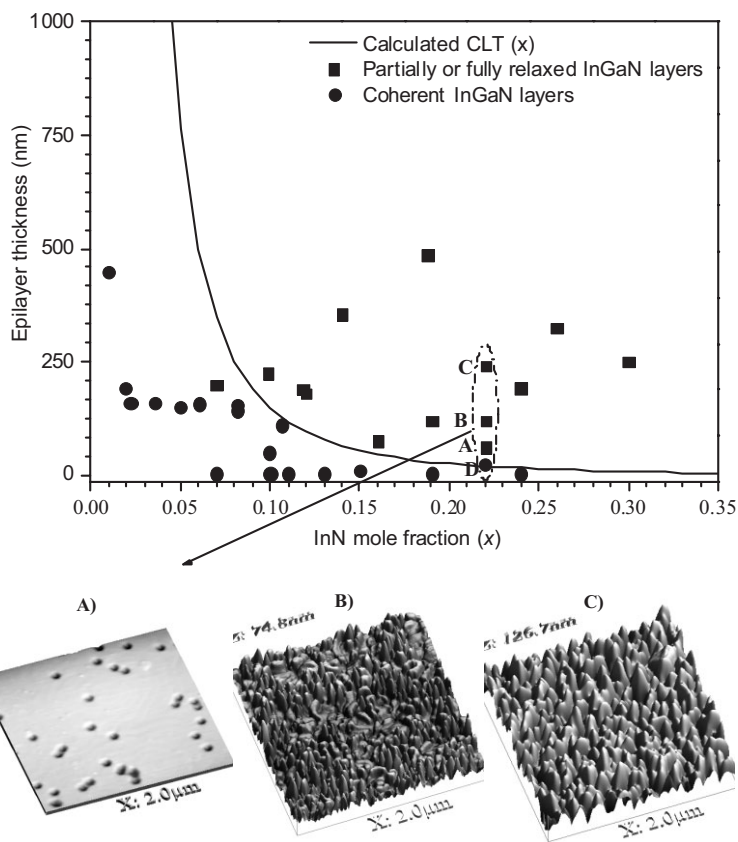 1000
750
500
250
0
Epilayer thickness (nm)
Calculated CLT (x)
Partially or fully relaxed InGaN layers
Coherent InGaN layers
C
B
A
D
0.00 0.05 0.10 0.15 0.20 0.25 0.30 0.35
InN mole fraction (x)
A)
B)
C)
74.8nm
126.7nm
X: 2.0μm
X: 2.0μm
X: 2.0μm